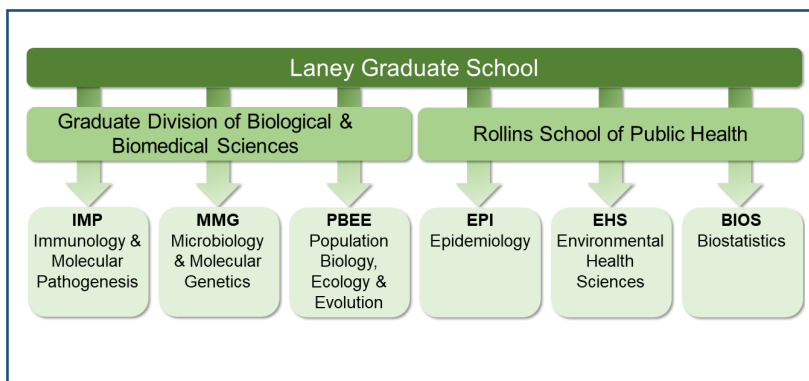 Laney Graduate School
Graduate Division of Biological &
Biomedical Sciences
Rollins School of Public Health
IMP
Immunology &
Molecular
Pathogenesis
MMG
Microbiology
& Molecular
Genetics
PBEE
Population
Biology,
Ecology &
Evolution
EPI
Epidemiology
EHS
Environmental
Health
Sciences
BIOS
Biostatistics